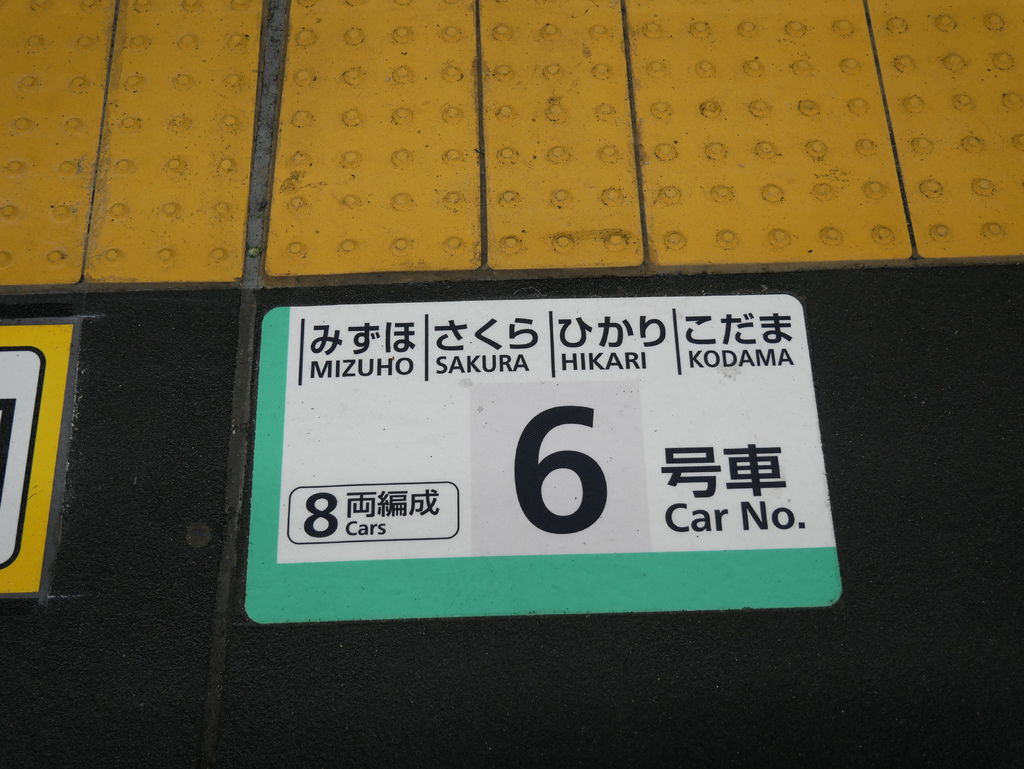 みずほ さくら ひかり こだま
MIZUHO SAKURA HIKARI KODAMA
6 号車
Car No.
8 両編成
Cars